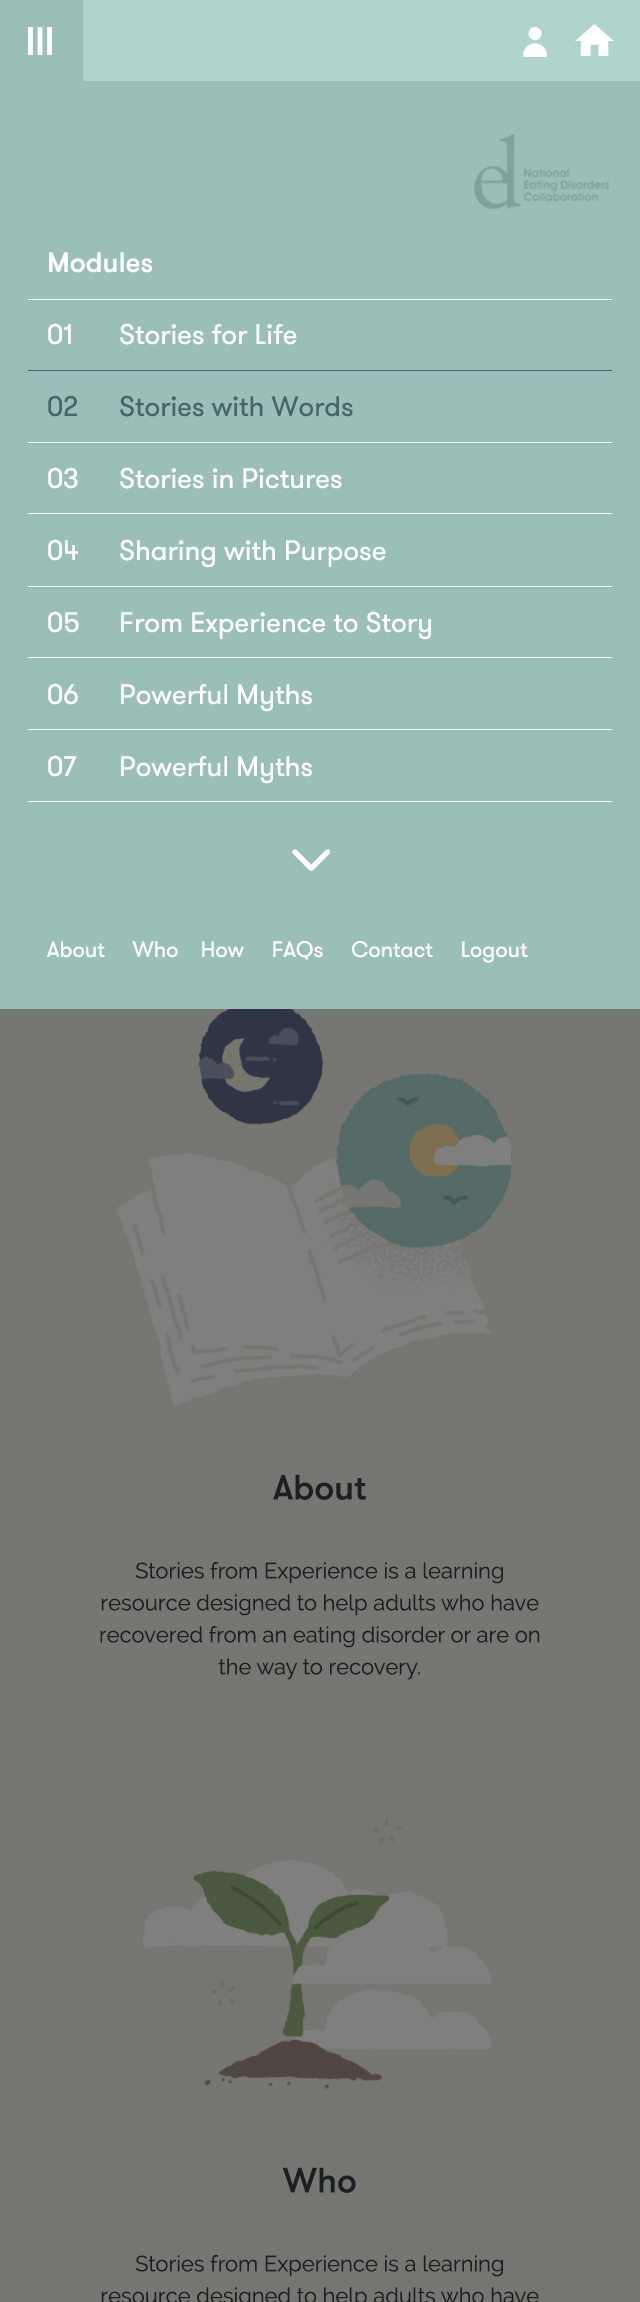 National
Eating Disorders
Collaboration
Modules
01 Stories for Life
02 Stories with Words
03 Stories in Pictures
04 Sharing with Purpose
05 From Experience to Story
06 Powerful Myths
07 Powerful Myths
About Who How FAQs Contact Logout
About
Stories from Experience is a learning
resource designed to help adults who have
recovered from an eating disorder or are on
the way to recovery.
Who
Stories from Experience is a learning
resource designed to help adults who have